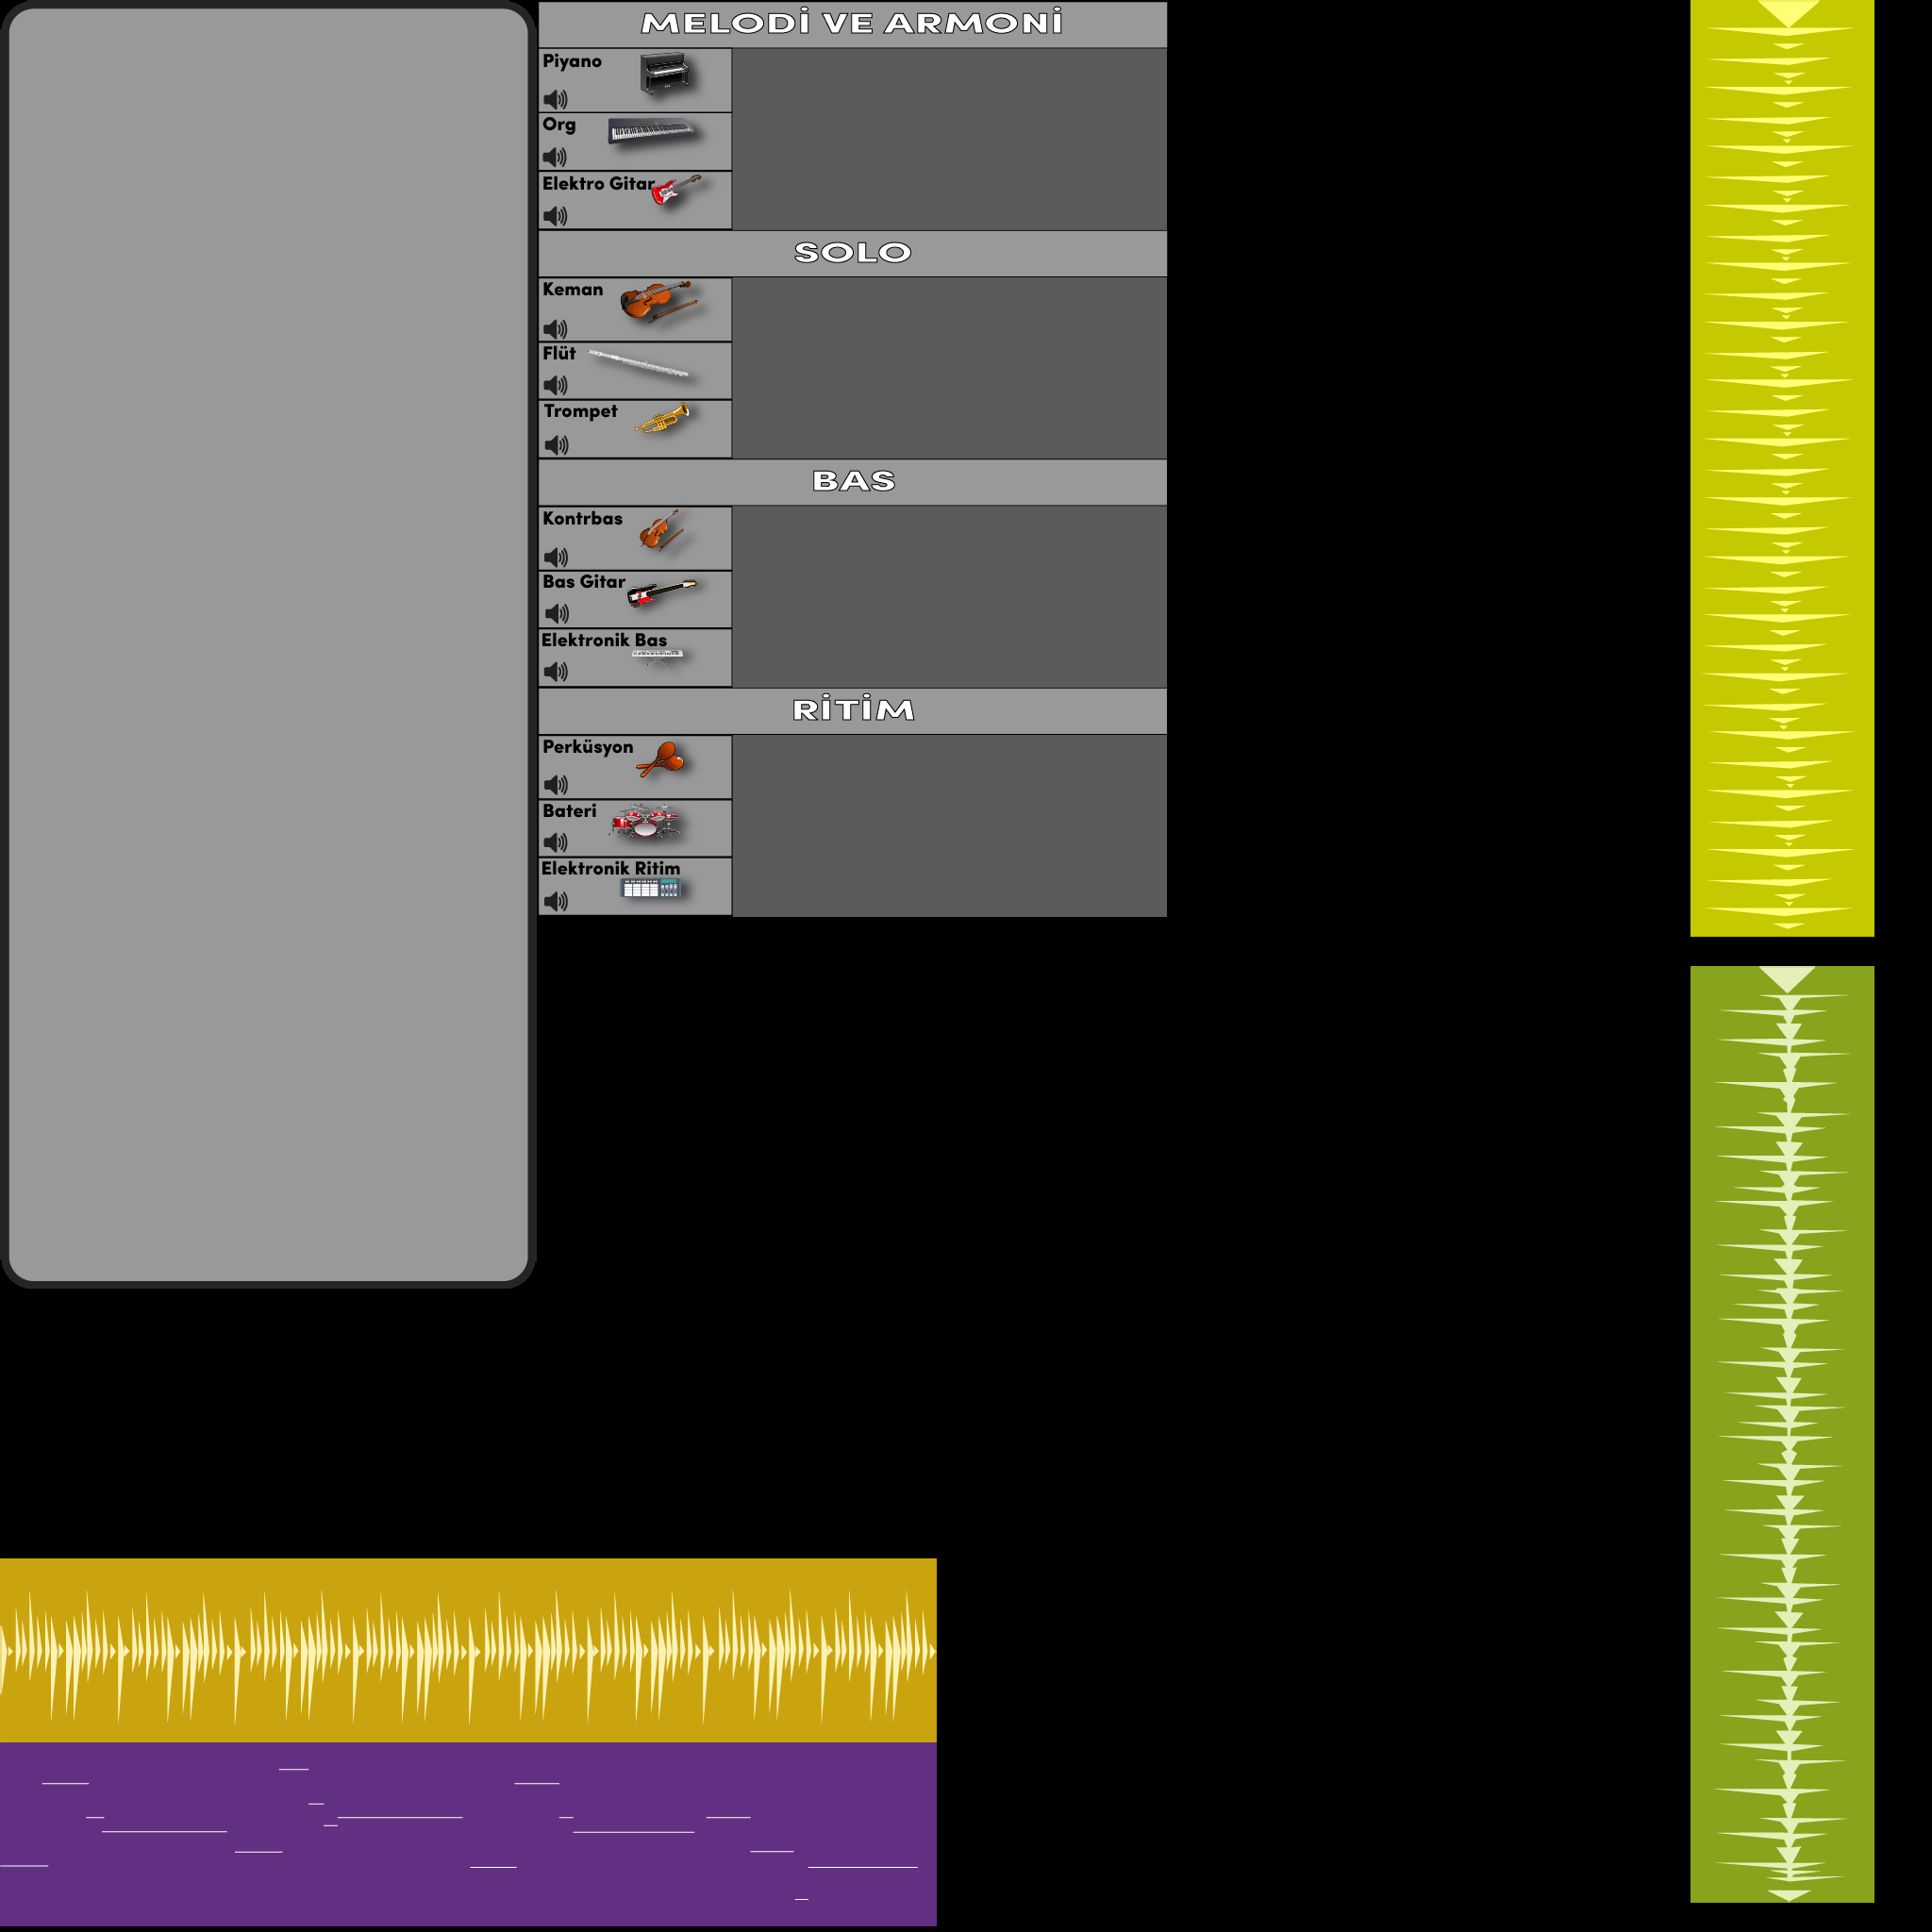 MELODİ VE ARMONİ
Piyano
Org
Elektro Gitar
SOLO
Keman
Flüt
Trompet
BAS
Kontrbas
Bas Gitar
Elektronik Bas
RİTİM
Perküsyon
Bateri
Elektronik Ritim